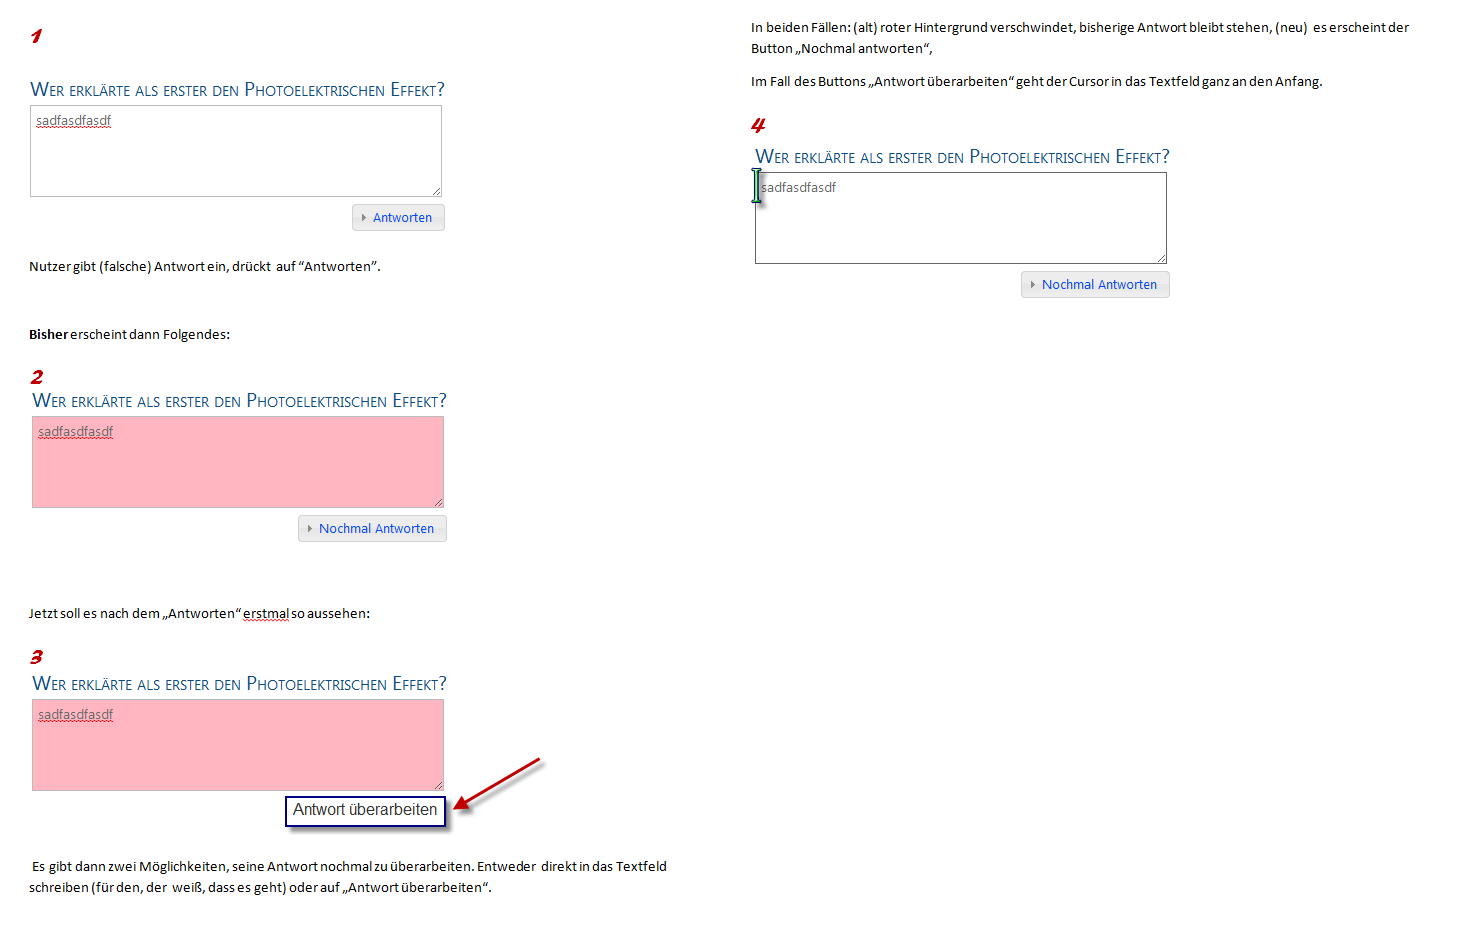 1
Wer erklärte als erster den Photoelektrischen Effekt?
sadfasdfasdf
Antworten
Nutzer gibt (falsche) Antwort ein, drückt auf “Antworten”.
Bisher erscheint dann Folgendes:
2
Wer erklärte als erster den Photoelektrischen Effekt?
sadfasdfasdf
Nochmal Antworten
Jetzt soll es nach dem „Antworten“ erstmal so aussehen:
3
Wer erklärte als erster den Photoelektrischen Effekt?
sadfasdfasdf
Antwort überarbeiten
Es gibt dann zwei Möglichkeiten, seine Antwort nochmal zu überarbeiten. Entweder direkt in das Textfeld
schreiben (für den, der weiß, dass es geht) oder auf „Antwort überarbeiten“.
In beiden Fällen: (alt) roter Hintergrund verschwindet, bisherige Antwort bleibt stehen, (neu) es erscheint der
Button „Nochmal antworten“,
Im Fall des Buttons „Antwort überarbeiten“ geht der Cursor in das Textfeld ganz an den Anfang.
4
Wer erklärte als erster den Photoelektrischen Effekt?
sadfasdfasdf
Nochmal Antworten